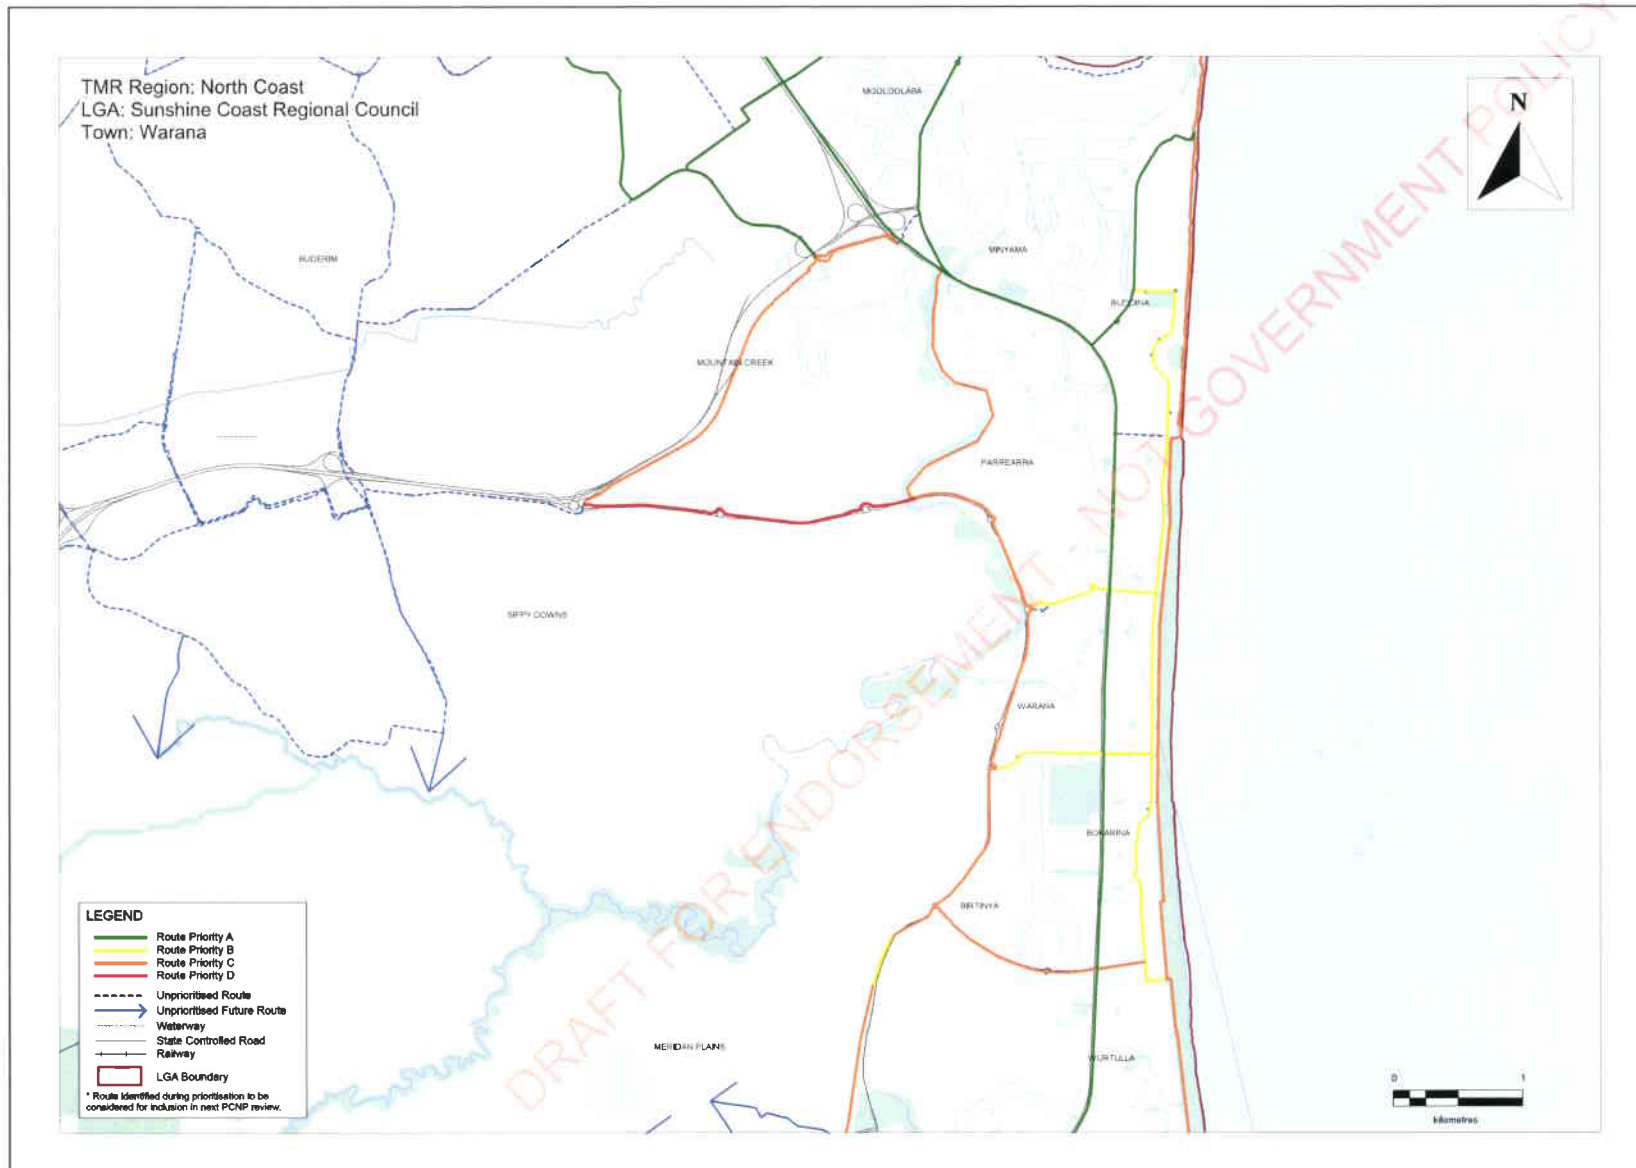 TMR Region: North Coast
LGA: Sunshine Coast Regional Council
Town: Warana
N
MOOLOOLABA
BUDERIM
MINYAMA
BUDDINA
MOUNTAIN CREEK
PARREARRA
SIPPY DOWNS
WARANA
BOKARINA
BIRTINYA
MERIDAN PLAINS
WURTULLA
DRAFT FOR ENDORSEMENT - NOT GOVERNMENT POLICY
LEGEND
Route Priority A
Route Priority B
Route Priority C
Route Priority D
Unprioritised Route
Unprioritised Future Route
Waterway
State Controlled Road
Railway
LGA Boundary
* Route identified during prioritisation to be
considered for inclusion in next PCNP review.
0 1
kilometres